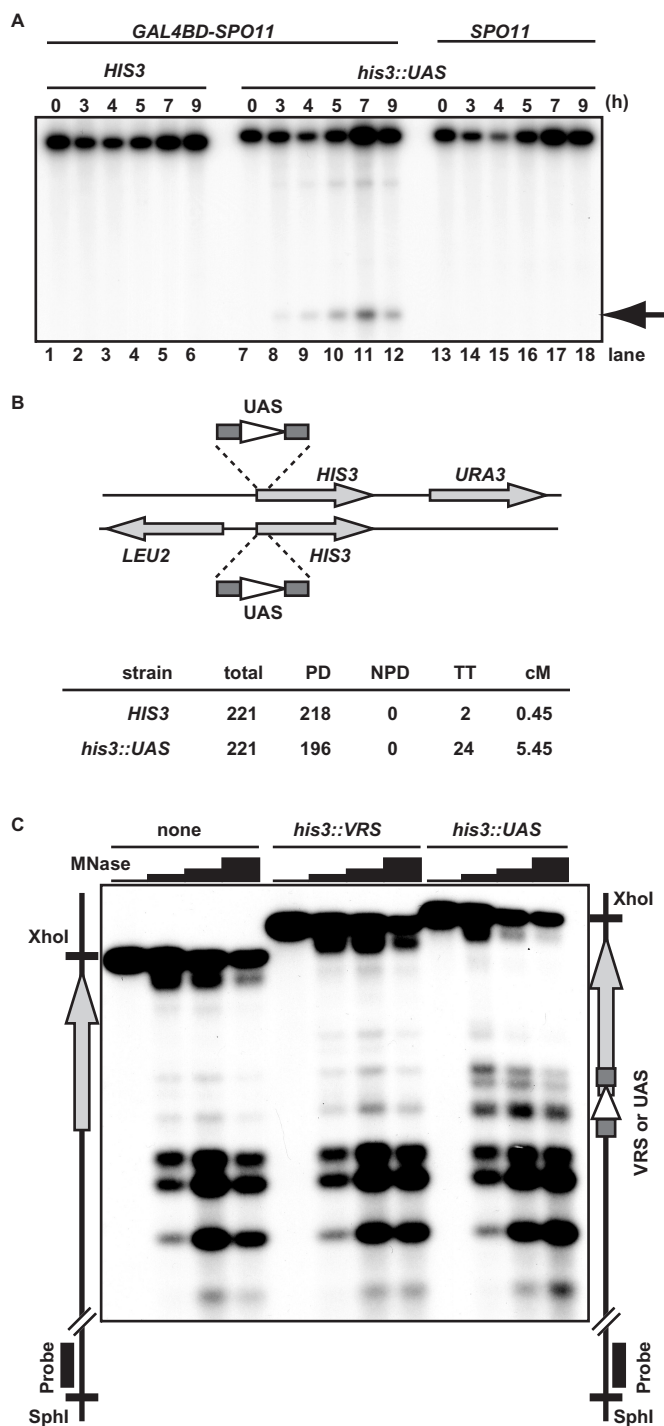 A
GAL4BD-SPO11 SPO11
HIS3 his3::UAS
0 3 4 5 7 9 0 3 4 5 7 9 0 3 4 5 7 9 (h)
1 2 3 4 5 6 7 8 9 10 11 12 13 14 15 16 17 18 lane
B
UAS
HIS3 URA3
LEU2 HIS3
UAS
strain total PD NPD TT cM
HIS3 221 218 0 2 0.45
his3::UAS 221 196 0 24 5.45
C
none his3::VRS his3::UAS
MNase
XhoI XhoI
VRS or UAS
Probe Probe
SphI SphI